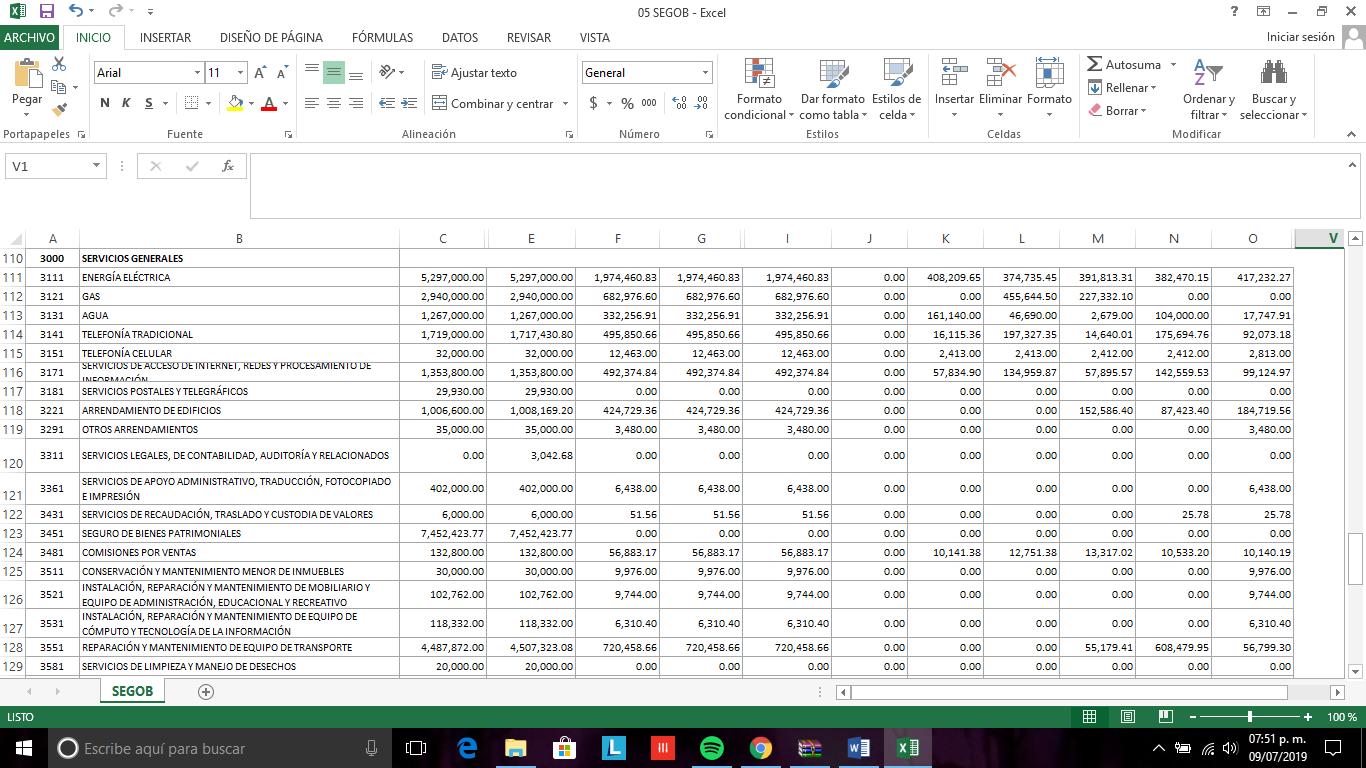 05 SEGOB - Excel
ARCHIVO INICIO INSERTAR DISEÑO DE PÁGINA FÓRMULAS DATOS REVISAR VISTA Iniciar sesión
Pegar
Arial 11
N K S
Ajustar texto
Combinar y centrar
General
$ % 000
Formato condicional
Dar formato como tabla
Estilos de celda
Insertar Eliminar Formato
Autosuma
Rellenar
Borrar
Ordenar y filtrar
Buscar y seleccionar
Portapapeles Fuente Alineación Número Estilos Celdas Modificar
V1 fx
A B C E F G I J K L M N O V
110 3000 SERVICIOS GENERALES
111 3111 ENERGÍA ELÉCTRICA 5,297,000.00 5,297,000.00 1,974,460.83 1,974,460.83 1,974,460.83 0.00 408,209.65 374,735.45 391,813.31 382,470.15 417,232.27
112 3121 GAS 2,940,000.00 2,940,000.00 682,976.60 682,976.60 682,976.60 0.00 0.00 455,644.50 227,332.10 0.00 0.00
113 3131 AGUA 1,267,000.00 1,267,000.00 332,256.91 332,256.91 332,256.91 0.00 161,140.00 46,690.00 2,679.00 104,000.00 17,747.91
114 3141 TELEFONÍA TRADICIONAL 1,719,000.00 1,717,430.80 495,850.66 495,850.66 495,850.66 0.00 16,115.36 197,327.35 14,640.01 175,694.76 92,073.18
115 3151 TELEFONÍA CELULAR 32,000.00 32,000.00 12,463.00 12,463.00 12,463.00 0.00 2,413.00 2,413.00 2,412.00 2,412.00 2,813.00
116 3171 SERVICIOS DE ACCESO DE INTERNET, REDES Y PROCESAMIENTO DE INFORMACIÓN 1,353,800.00 1,353,800.00 492,374.84 492,374.84 492,374.84 0.00 57,834.90 134,959.87 57,895.57 142,559.53 99,124.97
117 3181 SERVICIOS POSTALES Y TELEGRÁFICOS 29,930.00 29,930.00 0.00 0.00 0.00 0.00 0.00 0.00 0.00 0.00 0.00
118 3221 ARRENDAMIENTO DE EDIFICIOS 1,006,600.00 1,008,169.20 424,729.36 424,729.36 424,729.36 0.00 0.00 0.00 152,586.40 87,423.40 184,719.56
119 3291 OTROS ARRENDAMIENTOS 35,000.00 35,000.00 3,480.00 3,480.00 3,480.00 0.00 0.00 0.00 0.00 0.00 3,480.00
120 3311 SERVICIOS LEGALES, DE CONTABILIDAD, AUDITORÍA Y RELACIONADOS 0.00 3,042.68 0.00 0.00 0.00 0.00 0.00 0.00 0.00 0.00 0.00
121 3361 SERVICIOS DE APOYO ADMINISTRATIVO, TRADUCCIÓN, FOTOCOPIADO E IMPRESIÓN 402,000.00 402,000.00 6,438.00 6,438.00 6,438.00 0.00 0.00 0.00 0.00 0.00 6,438.00
122 3431 SERVICIOS DE RECAUDACIÓN, TRASLADO Y CUSTODIA DE VALORES 6,000.00 6,000.00 51.56 51.56 51.56 0.00 0.00 0.00 0.00 25.78 25.78
123 3451 SEGURO DE BIENES PATRIMONIALES 7,452,423.77 7,452,423.77 0.00 0.00 0.00 0.00 0.00 0.00 0.00 0.00 0.00
124 3481 COMISIONES POR VENTAS 132,800.00 132,800.00 56,883.17 56,883.17 56,883.17 0.00 10,141.38 12,751.38 13,317.02 10,533.20 10,140.19
125 3511 CONSERVACIÓN Y MANTENIMIENTO MENOR DE INMUEBLES 30,000.00 30,000.00 9,976.00 9,976.00 9,976.00 0.00 0.00 0.00 0.00 0.00 9,976.00
126 3521 INSTALACIÓN, REPARACIÓN Y MANTENIMIENTO DE MOBILIARIO Y EQUIPO DE ADMINISTRACIÓN, EDUCACIONAL Y RECREATIVO 102,762.00 102,762.00 9,744.00 9,744.00 9,744.00 0.00 0.00 0.00 0.00 0.00 9,744.00
127 3531 INSTALACIÓN, REPARACIÓN Y MANTENIMIENTO DE EQUIPO DE CÓMPUTO Y TECNOLOGÍA DE LA INFORMACIÓN 118,332.00 118,332.00 6,310.40 6,310.40 6,310.40 0.00 0.00 0.00 0.00 0.00 6,310.40
128 3551 REPARACIÓN Y MANTENIMIENTO DE EQUIPO DE TRANSPORTE 4,487,872.00 4,507,323.08 720,458.66 720,458.66 720,458.66 0.00 0.00 0.00 55,179.41 608,479.95 56,799.30
129 3581 SERVICIOS DE LIMPIEZA Y MANEJO DE DESECHOS 20,000.00 20,000.00 0.00 0.00 0.00 0.00 0.00 0.00 0.00 0.00 0.00
SEGOB
LISTO 100 %
Escribe aquí para buscar
07:51 p. m.
09/07/2019